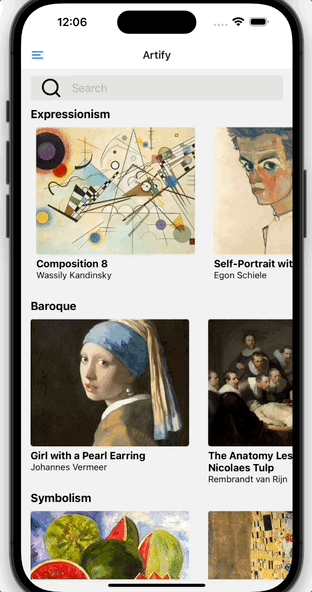 12:06
Artify
Search
Expressionism
Composition 8
Wassily Kandinsky
Self-Portrait wit
Egon Schiele
Baroque
Girl with a Pearl Earring
Johannes Vermeer
The Anatomy Les
Nicolaes Tulp
Rembrandt van Rijn
Symbolism